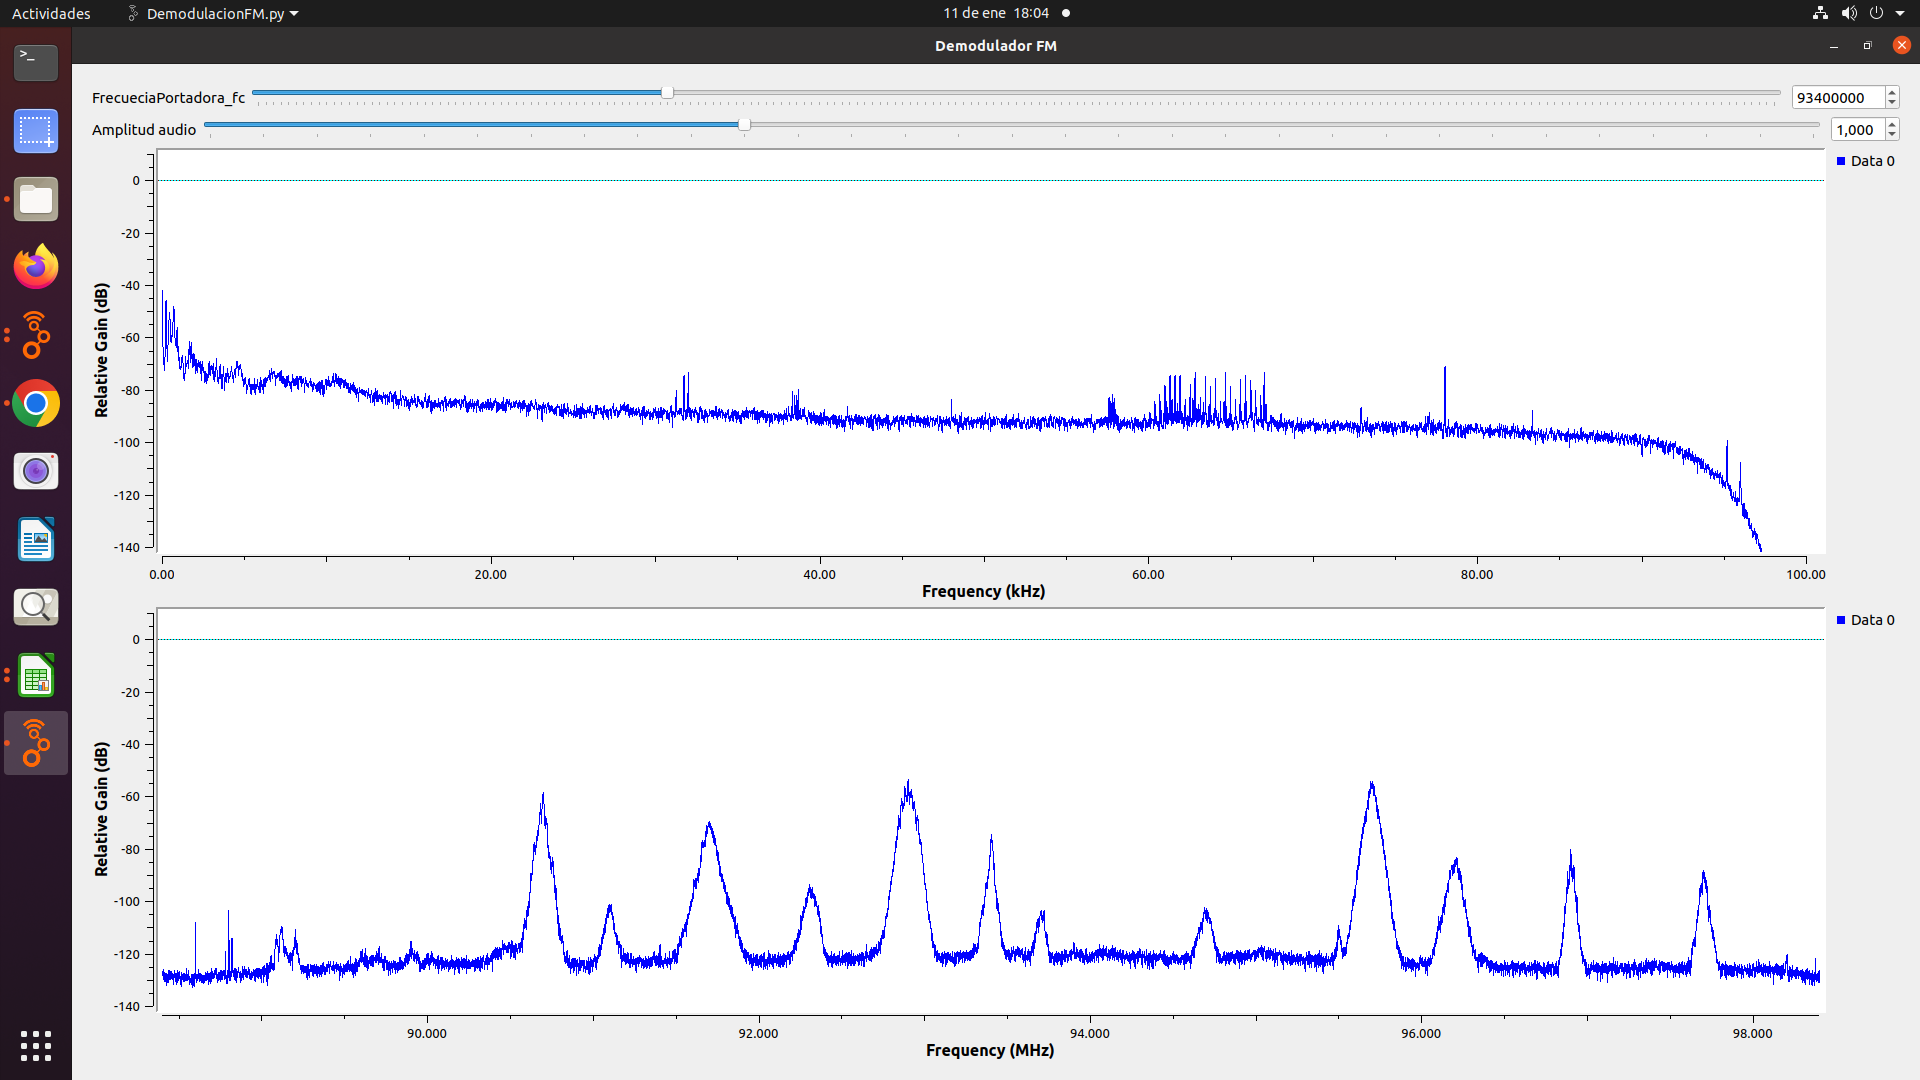 Actividades DemodulacionFM.py 11 de ene 18:04
Demodulador FM
FrecueciaPortadora_fc 93400000
Amplitud audio 1,000
Data 0
0
-20
-40
-60
-80
-100
-120
-140
Relative Gain (dB)
0.00 20.00 40.00 60.00 80.00 100.00
Frequency (kHz)
Data 0
0
-20
-40
-60
-80
-100
-120
-140
Relative Gain (dB)
90.000 92.000 94.000 96.000 98.000
Frequency (MHz)